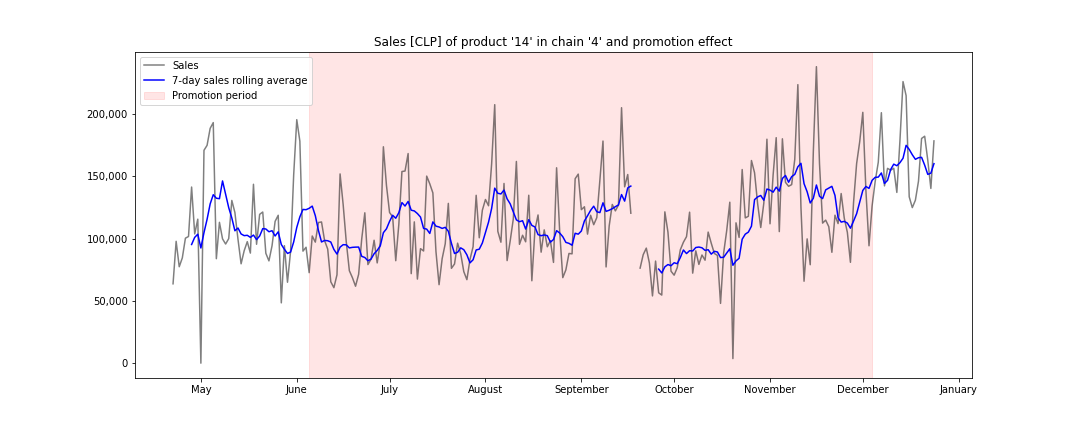 Sales [CLP] of product '14' in chain '4' and promotion effect
Sales
7-day sales rolling average
Promotion period
200,000
150,000
100,000
50,000
0
May June July August September October November December January